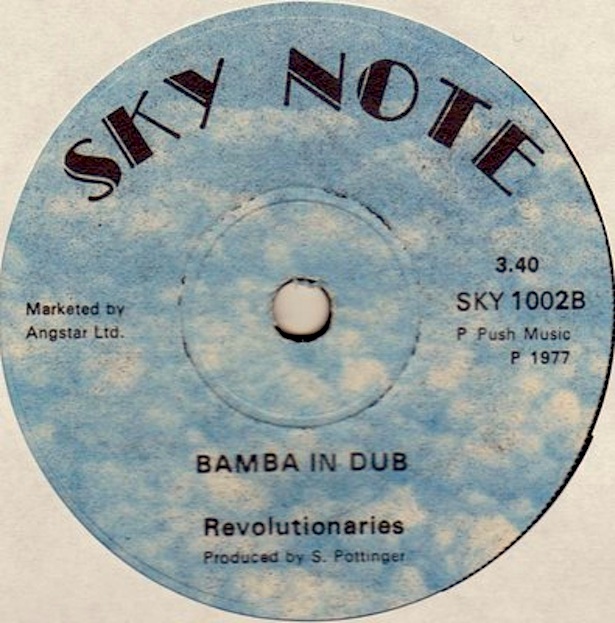 SKY NOTE
3.40
SKY 1002B
Marketed by
Angstar Ltd.
P Push Music
P 1977
BAMBA IN DUB
Revolutionaries
Produced by S. Pottinger